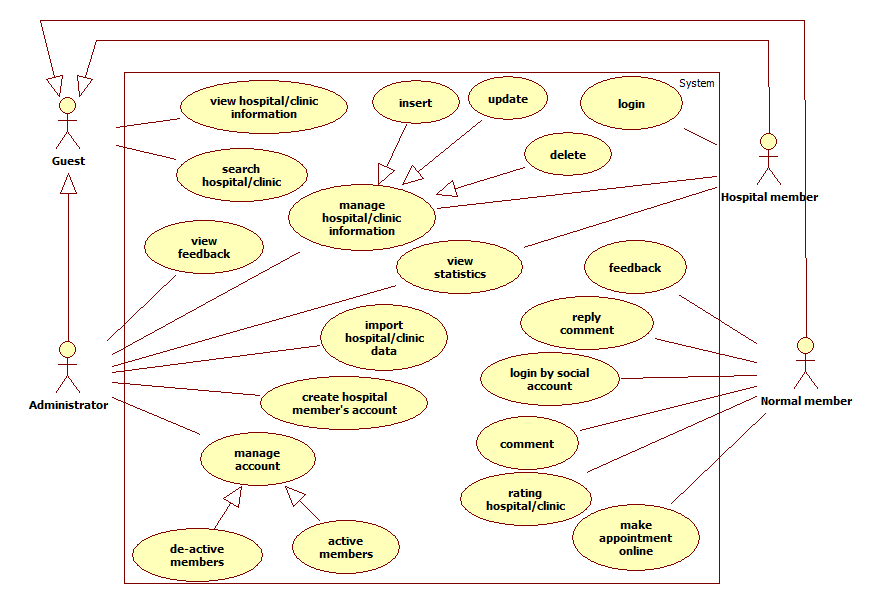 System
view hospital/clinic
information
insert
update
login
delete
Guest
search
hospital/clinic
Hospital member
manage
hospital/clinic
information
view
feedback
view
statistics
feedback
import
hospital/clinic
data
reply
comment
login by social
account
Administrator
create hospital
member's account
Normal member
manage
account
comment
rating
hospital/clinic
de-active
members
active
members
make
appointment
online